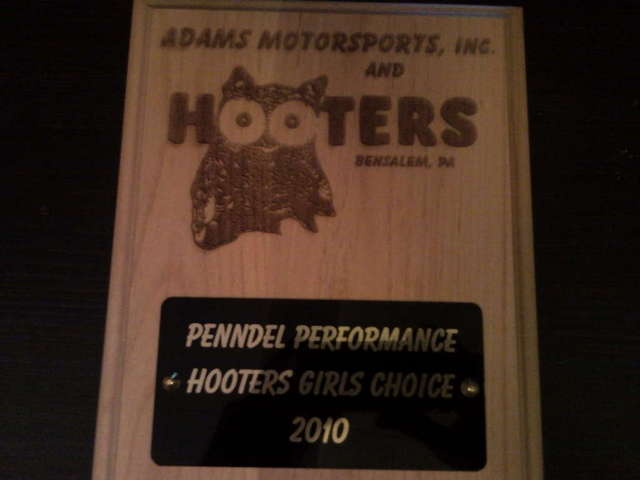 ADAMS MOTORSPORTS, INC.
AND
HOOTERS
BENSALEM, PA
PENNDEL PERFORMANCE
HOOTERS GIRLS CHOICE
2010